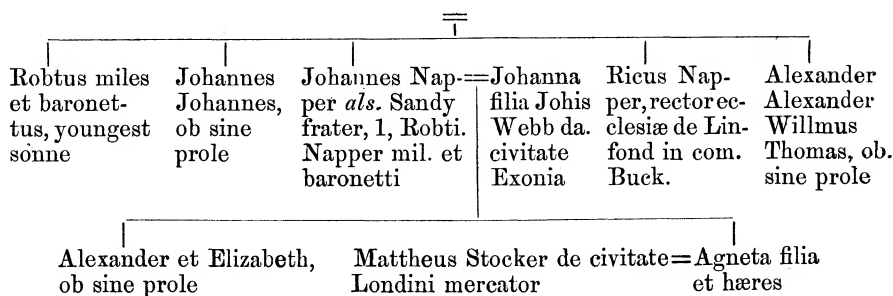 Robtus miles
et baronet-
tus, youngest
sonne
Johannes
Johannes,
ob sine
prole
Johannes Nap-
per als. Sandy
frater, 1, Robti.
Napper mil. et
baronetti
=Johanna
filia Johis
Webb da.
civitate
Exonia
Ricus Nap-
per, rector ec-
clesiæ de Lin-
fond in com.
Buck.
Alexander
Alexander
Willmus
Thomas, ob.
sine prole
Alexander et Elizabeth,
ob sine prole
Mattheus Stocker de civitate=
Londini mercator
Agneta filia
et hæres